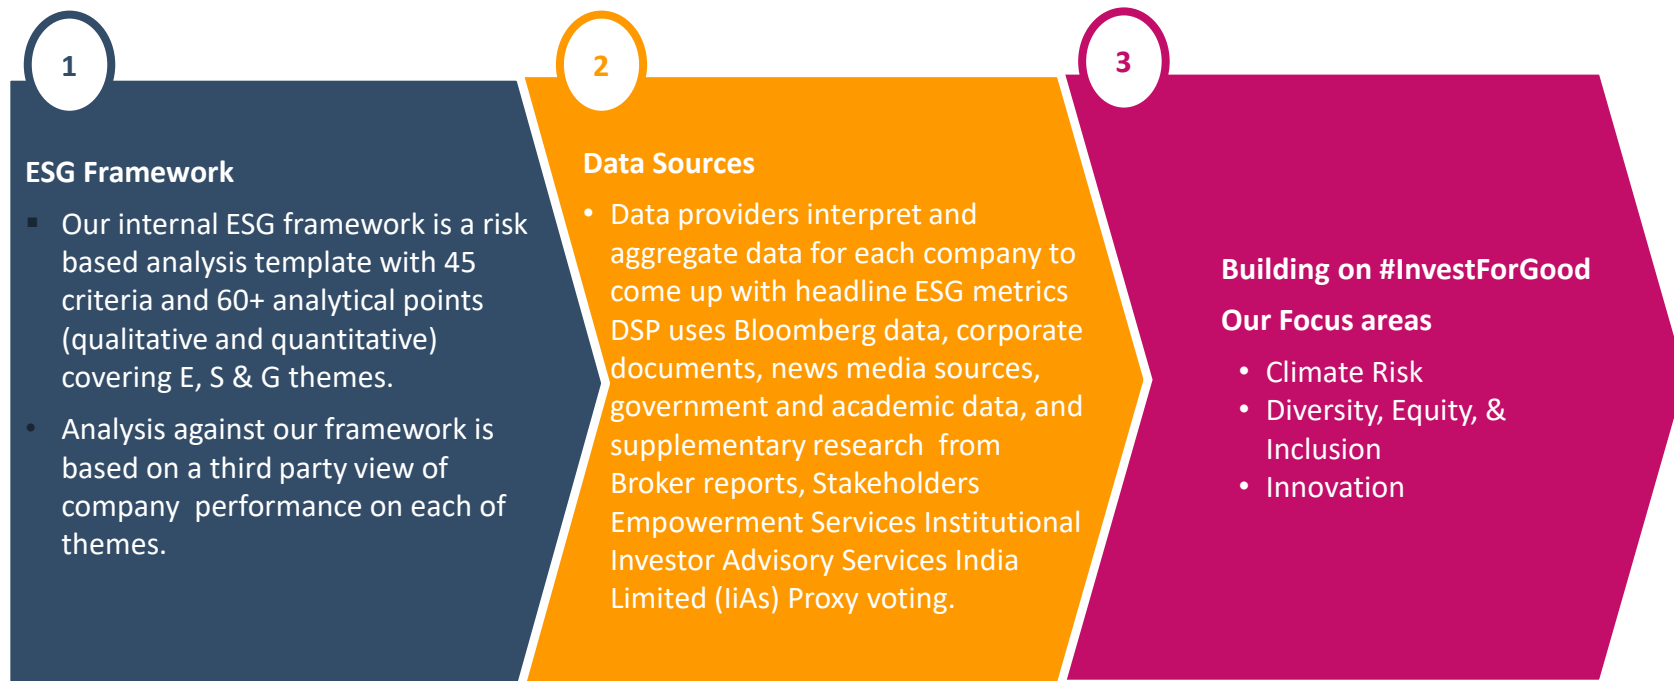 1
ESG Framework
▪ Our internal ESG framework is a risk
based analysis template with 45
criteria and 60+ analytical points
(qualitative and quantitative)
covering E, S & G themes.
• Analysis against our framework is
based on a third party view of
company  performance on each of
themes.
2
Data Sources
• Data providers interpret and
aggregate data for each company to
come up with headline ESG metrics
DSP uses Bloomberg data, corporate
documents, news media sources,
government and academic data, and
supplementary research  from
Broker reports, Stakeholders
Empowerment Services Institutional
Investor Advisory Services India
Limited (IiAs) Proxy voting.
3
Building on #InvestForGood
Our Focus areas
• Climate Risk
• Diversity, Equity, &
Inclusion
• Innovation